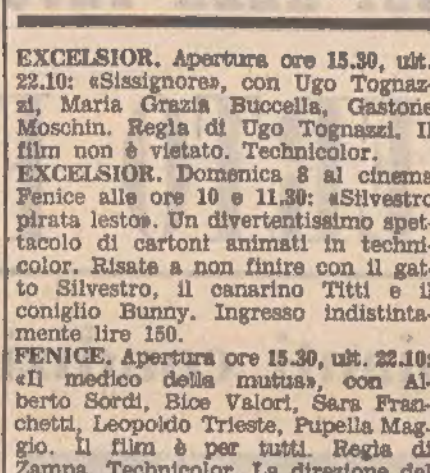 EXCELSIOR. Apertura ore 15.30, ult.
22.10: «Sissignore», con Ugo Tognaz-
zi, Maria Grazia Buccella, Gastone
Moschin. Regìa di Ugo Tognazzi. Il
film non è vietato. Technicolor.
EXCELSIOR. Domenica 8 al cinema
Fenice alle ore 10 e 11,30: «Silvestro
pirata lesto». Un divertentissimo spet-
tacolo di cartoni animati in techni-
color. Risate a non finire con il gat-
to Silvestro, il canarino Titti e il
coniglio Bunny. Ingresso indistinta-
mente lire 150.
FENICE. Apertura ore 15.30, ult. 22.10:
«Il medico della mutua», con Al-
berto Sordi, Bice Valori, Sara Fran-
chetti, Leopoldo Trieste, Pupella Mag-
gio. Il film è per tutti. Regìa di
Zampa. Technicolor. La direzione del